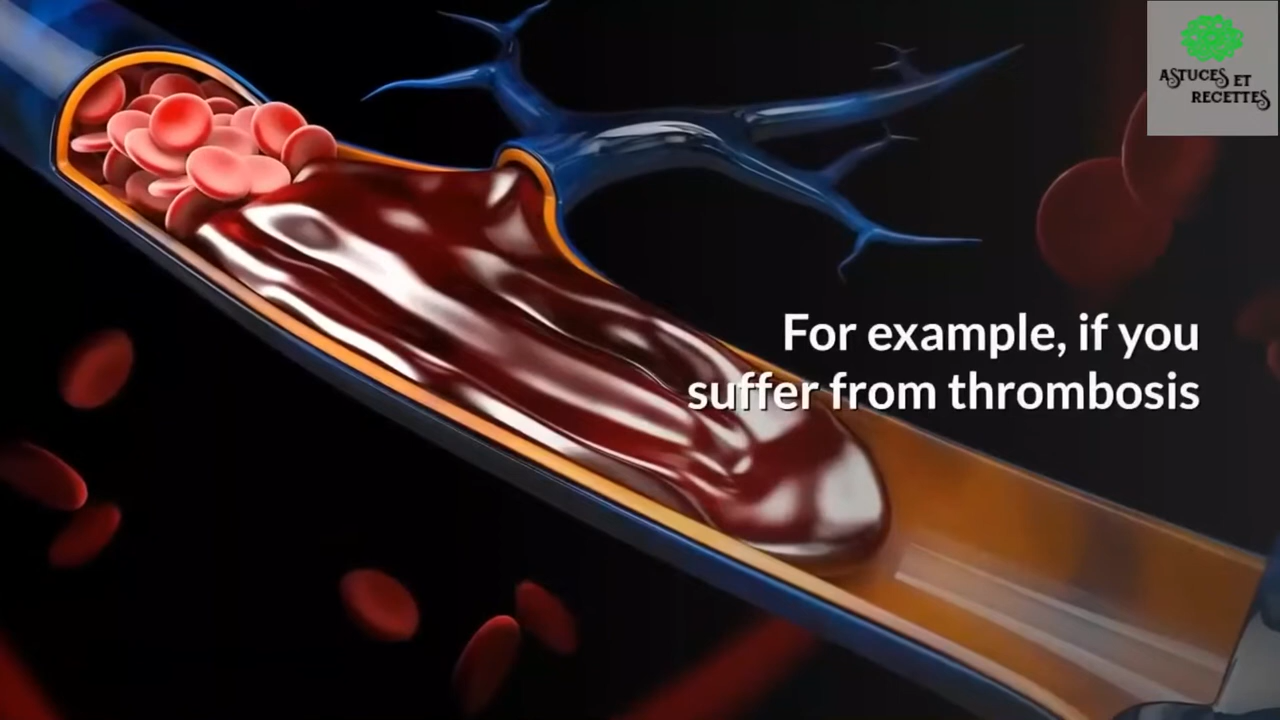 ASTUCES ET
RECETTES
For example, if you
suffer from thrombosis